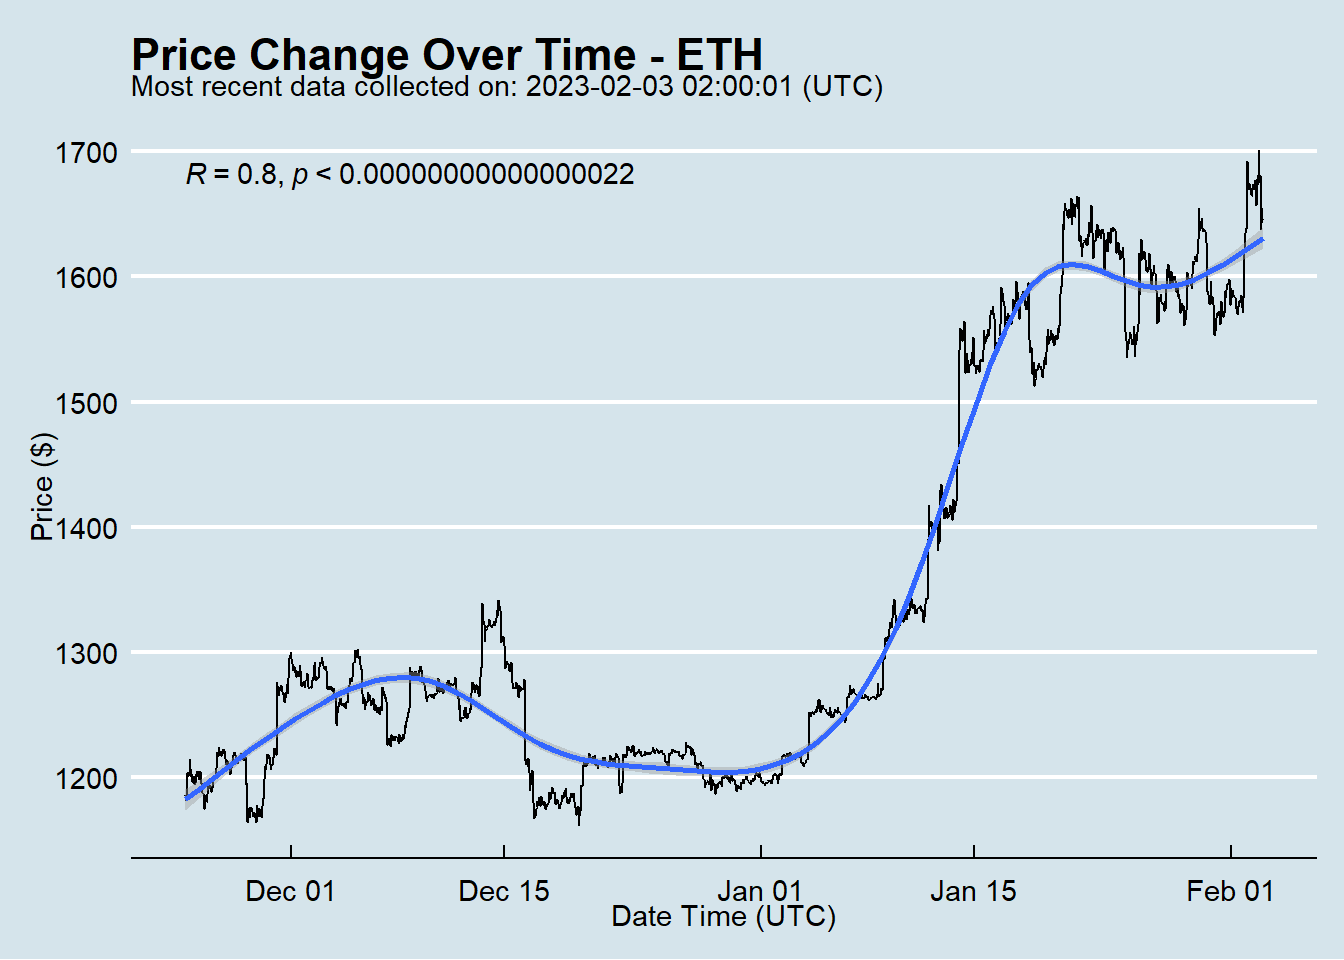 Price Change Over Time - ETH
Most recent data collected on: 2023-02-03 02:00:01 (UTC)
R = 0.8, p < 0.00000000000000022
1700
1600
1500
1400
1300
1200
Price ($)
Dec 01
Dec 15
Jan 01
Jan 15
Feb 01
Date Time (UTC)